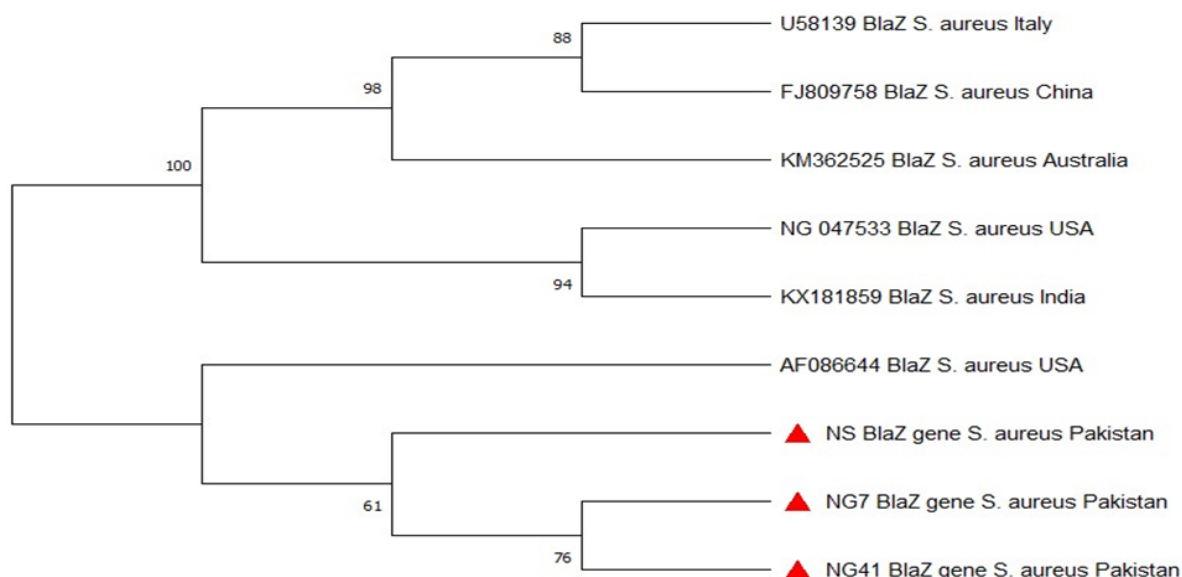 U58139 BlaZ S. aureus Italy
88
FJ809758 BlaZ S. aureus China
98
KM362525 BlaZ S. aureus Australia
100
NG 047533 BlaZ S. aureus USA
94
KX181859 BlaZ S. aureus India
AF086644 BlaZ S. aureus USA
NS BlaZ gene S. aureus Pakistan
61
NG7 BlaZ gene S. aureus Pakistan
76
NG41 BlaZ gene S. aureus Pakistan